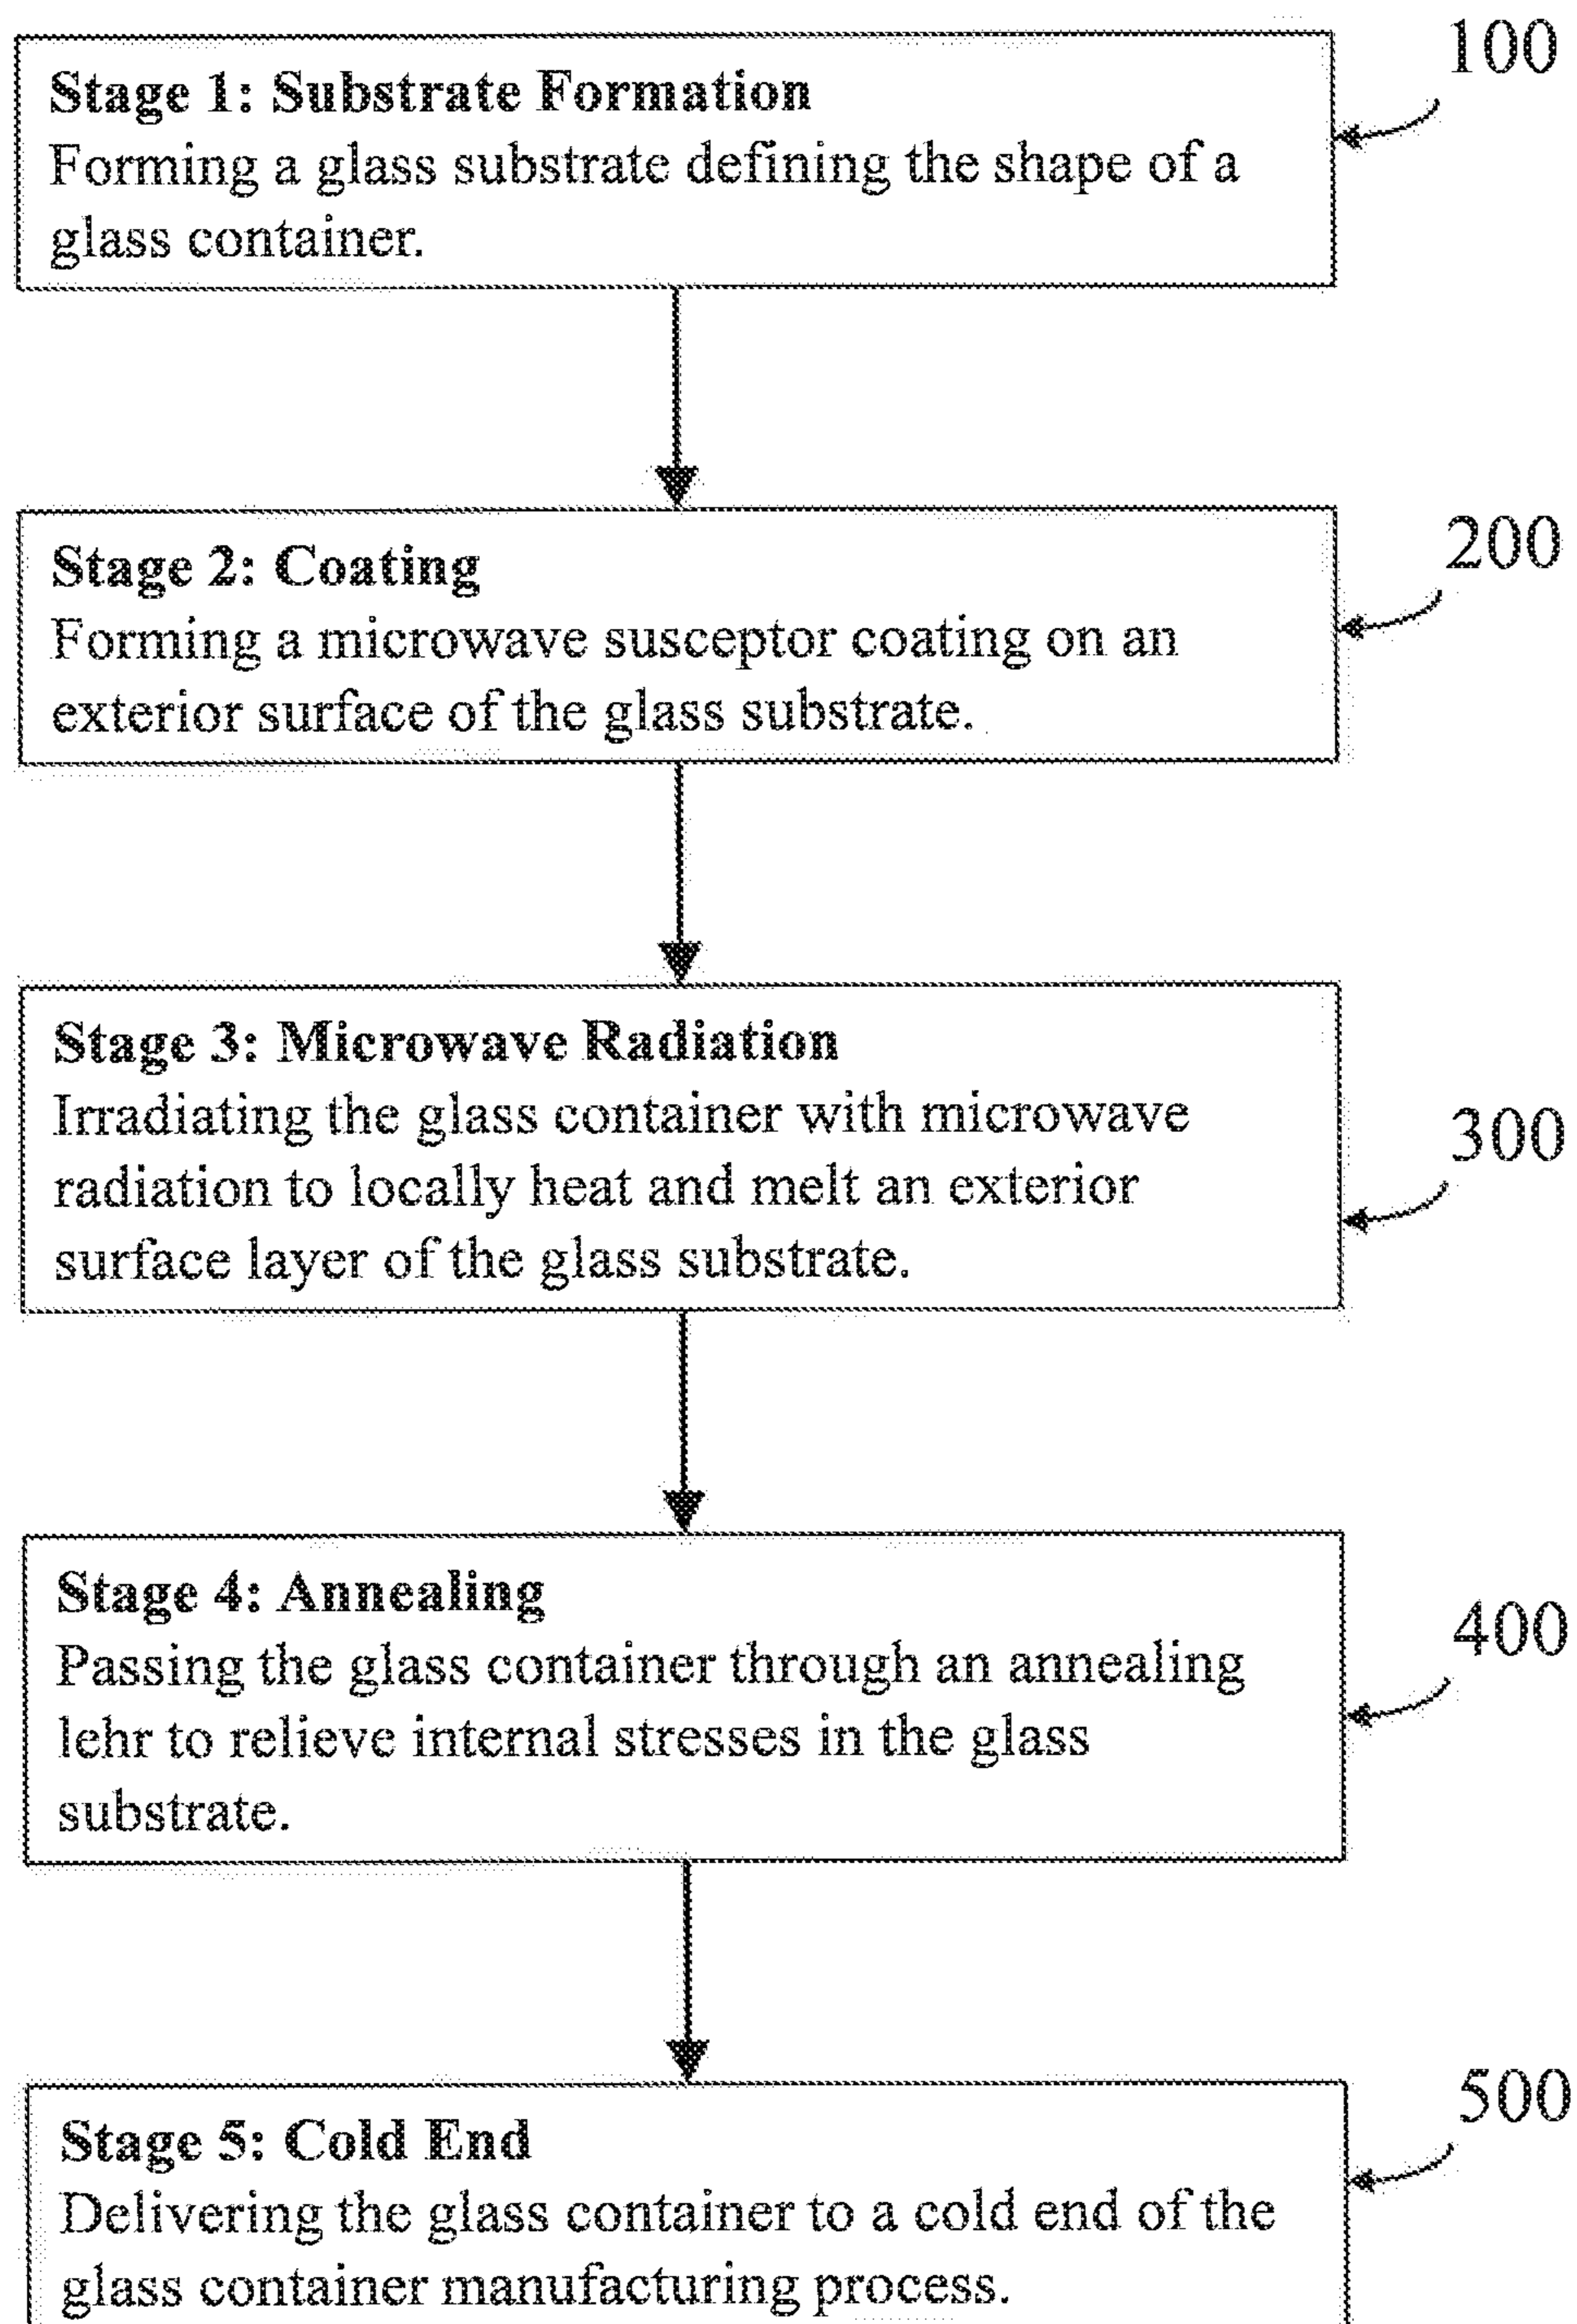 100
Stage 1: Substrate Formation
Forming a glass substrate defining the shape of a
glass container.
200
Stage 2: Coating
Forming a microwave susceptor coating on an
exterior surface of the glass substrate.
Stage 3: Microwave Radiation
Irradiating the glass container with microwave
300
radiation to locally heat and melt an exterior
surface layer of the glass substrate.
Stage 4: Annealing
400
Passing the glass container through an annealing
lehr to relieve internal stresses in the glass
substrate.
500
Stage 5: Cold End
Delivering the glass container to a cold end of the
glass container manufacturing process.